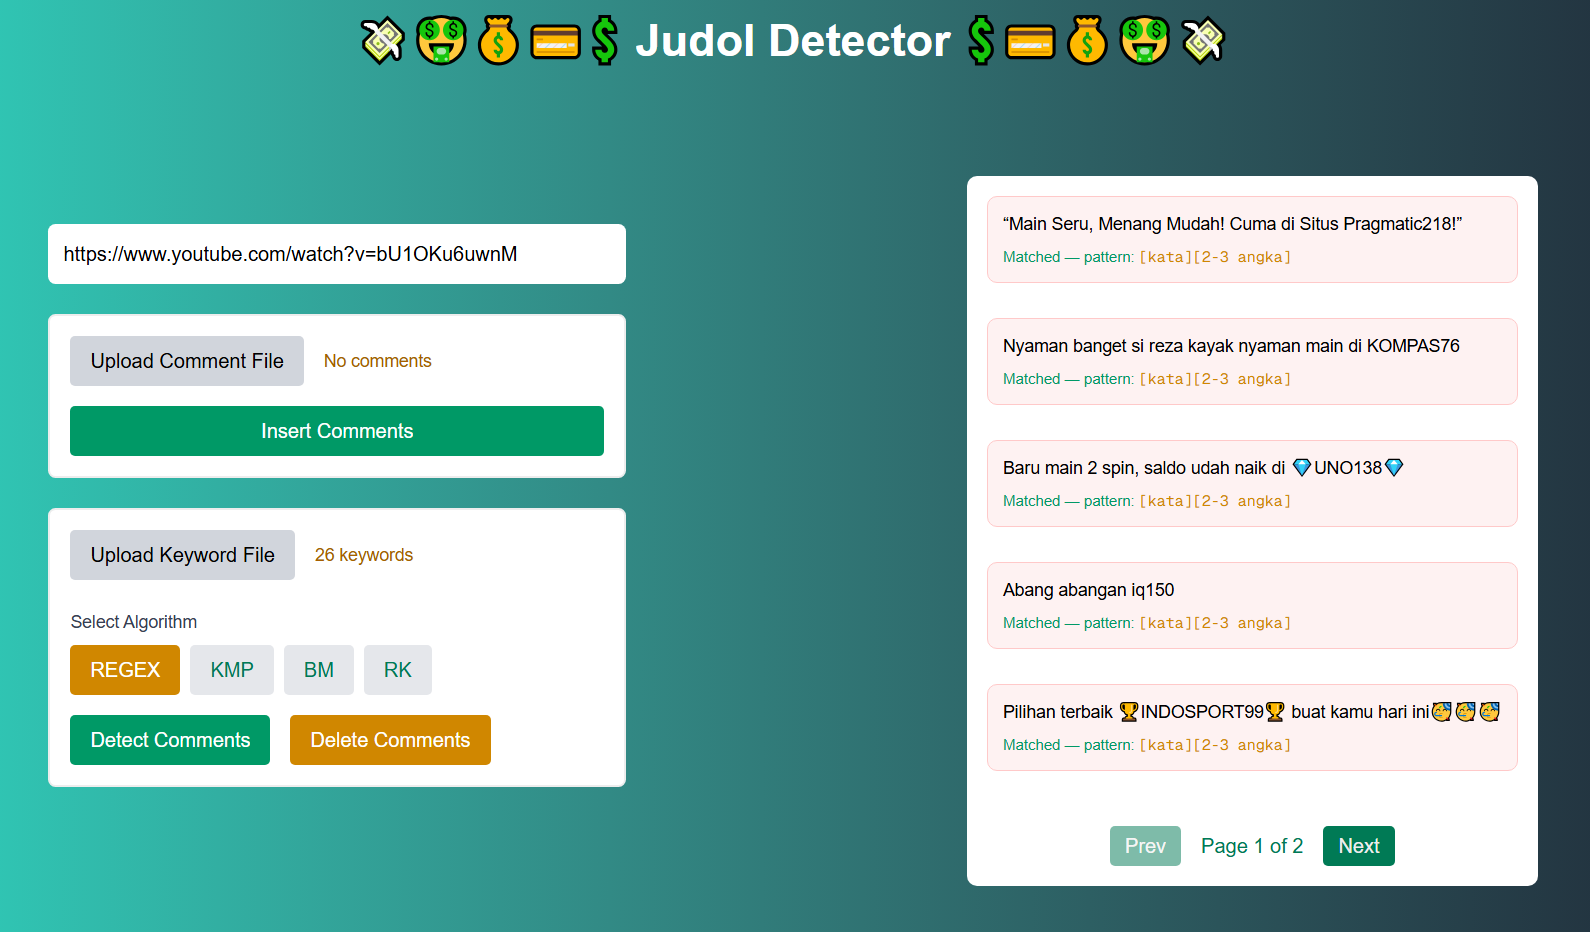 💸🤑💰💳💲 Judol Detector 💲💳💰🤑💸
https://www.youtube.com/watch?v=bU1OKu6uwnM
Upload Comment File
No comments
Insert Comments
Upload Keyword File
26 keywords
Select Algorithm
REGEX
KMP
BM
RK
Detect Comments
Delete Comments
“Main Seru, Menang Mudah! Cuma di Situs Pragmatic218!”
Matched — pattern: [kata][2-3 angka]
Nyaman banget si reza kayak nyaman main di KOMPAS76
Matched — pattern: [kata][2-3 angka]
Baru main 2 spin, saldo udah naik di 💎UNO138💎
Matched — pattern: [kata][2-3 angka]
Abang abangan iq150
Matched — pattern: [kata][2-3 angka]
Pilihan terbaik 🏆INDOSPORT99🏆 buat kamu hari ini🥳🥳🥳
Matched — pattern: [kata][2-3 angka]
Prev
Page 1 of 2
Next